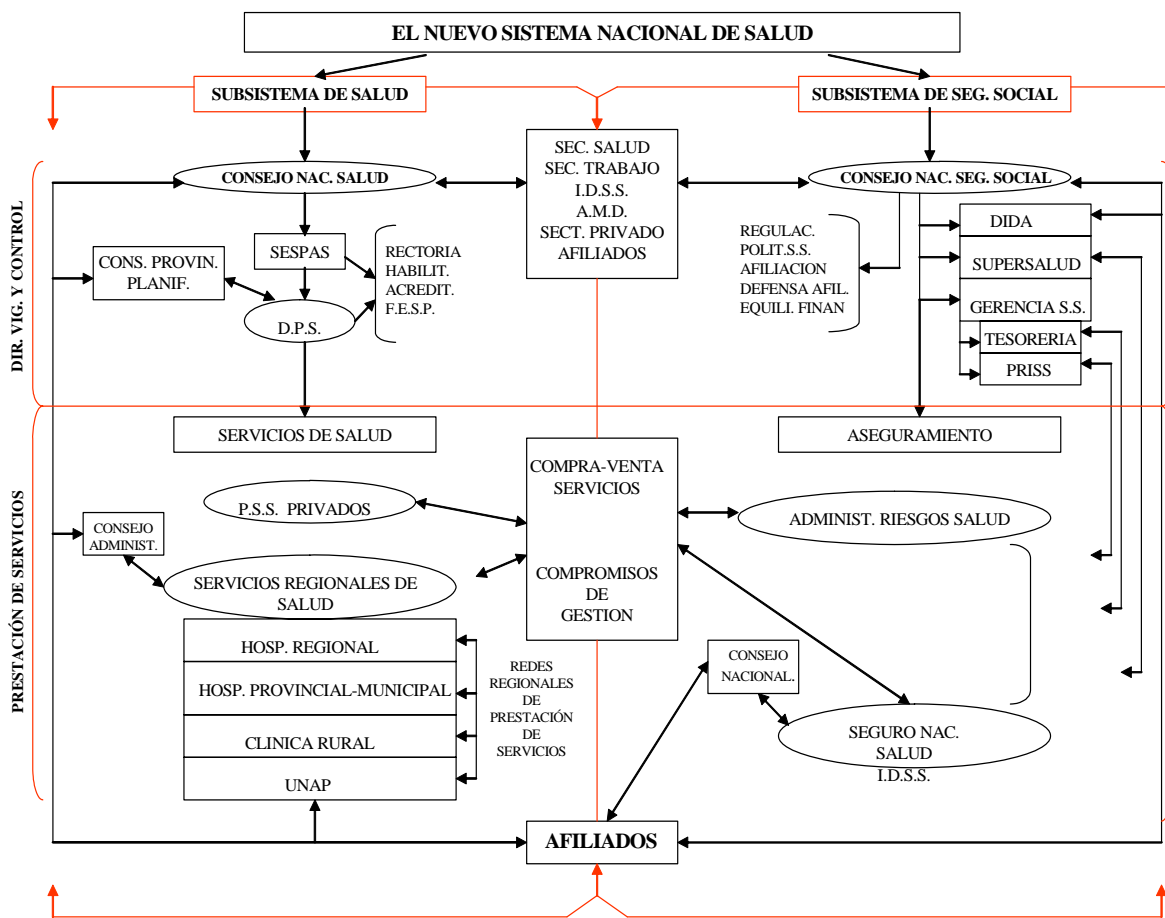 EL NUEVO SISTEMA NACIONAL DE SALUD
SUBSISTEMA DE SALUD
SUBSISTEMA DE SEG. SOCIAL
DIR. VIG. Y CONTROL
CONSEJO NAC. SALUD
SEC. SALUD
SEC. TRABAJO
I.D.S.S.
A.M.D.
SECT. PRIVADO
AFILIADOS
CONSEJO NAC. SEG. SOCIAL
CONS. PROVIN.
PLANIF.
SESPAS
D.P.S.
RECTORIA
HABILIT.
ACREDIT.
F.E.S.P.
REGULAC.
POLIT.S.S.
AFILIACION
DEFENSA AFIL.
EQUILI. FINAN
DIDA
SUPERSALUD
GERENCIA S.S.
TESORERIA
PRISS
PRESTACIÓN DE SERVICIOS
SERVICIOS DE SALUD
ASEGURAMIENTO
P.S.S. PRIVADOS
CONSEJO
ADMINIST.
SERVICIOS REGIONALES DE
SALUD
COMPRA-VENTA
SERVICIOS
COMPROMISOS
DE
GESTION
ADMINIST. RIESGOS SALUD
HOSP. REGIONAL
HOSP. PROVINCIAL-MUNICIPAL
CLINICA RURAL
UNAP
REDES
REGIONALES
DE
PRESTACIÓN
DE
SERVICIOS
CONSEJO
NACIONAL.
SEGURO NAC.
SALUD
I.D.S.S.
AFILIADOS